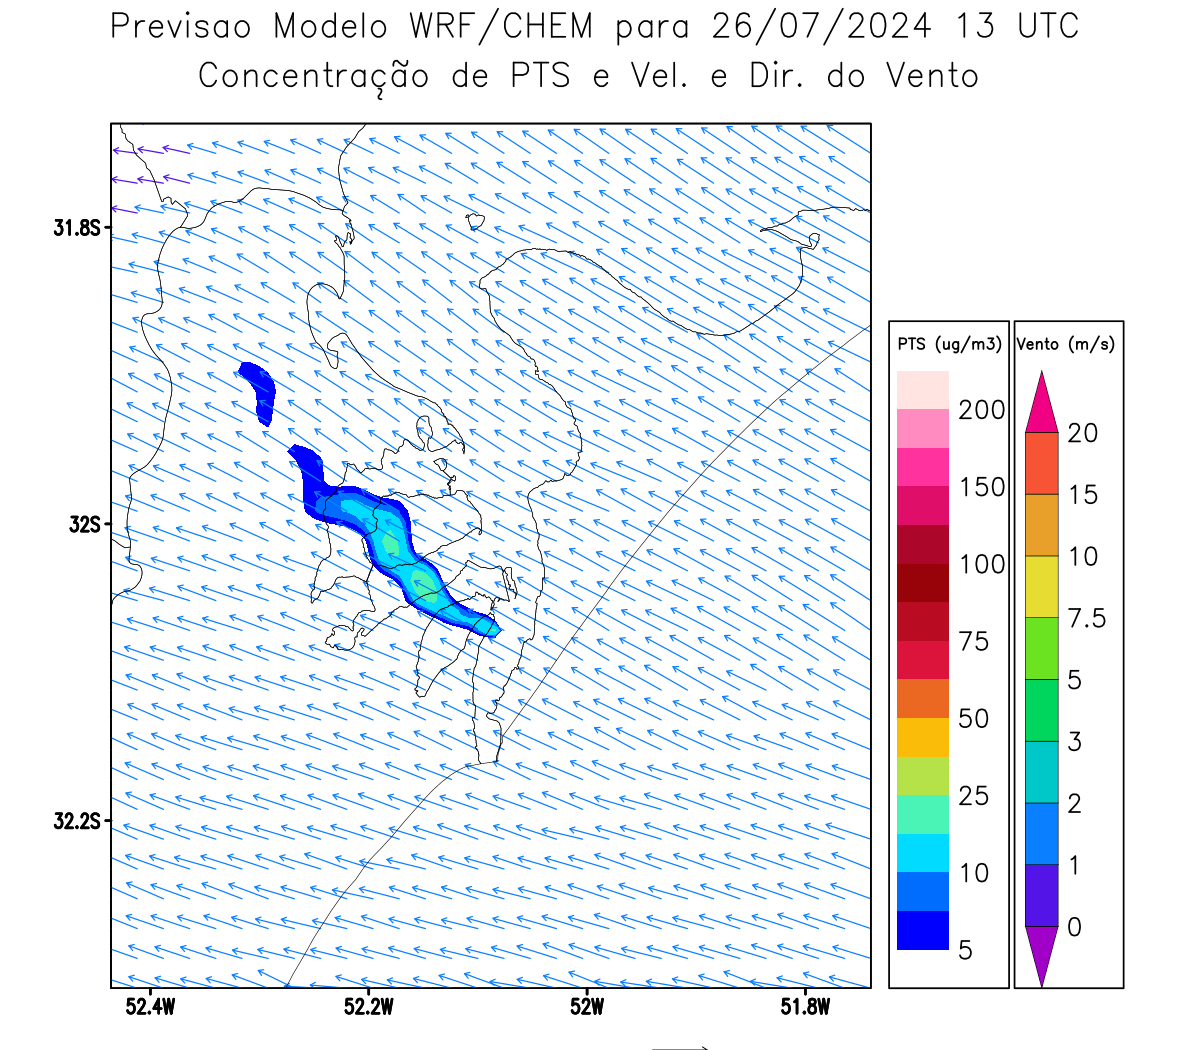 Previsao Modelo WRF/CHEM para 26/07/2024 13 UTC
Concentração de PTS e Vel. e Dir. do Vento
31.8S
32S
32.2S
52.4W 52.2W 52W 51.8W
PTS (ug/m3)
200
150
100
75
50
25
10
5
Vento (m/s)
20
15
10
7.5
5
3
2
1
0